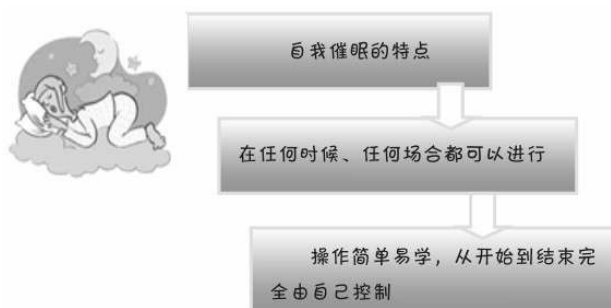 自我催眠的特点
在任何时候、任何场合都可以进行
操作简单易学，从开始到结束完
全由自己控制